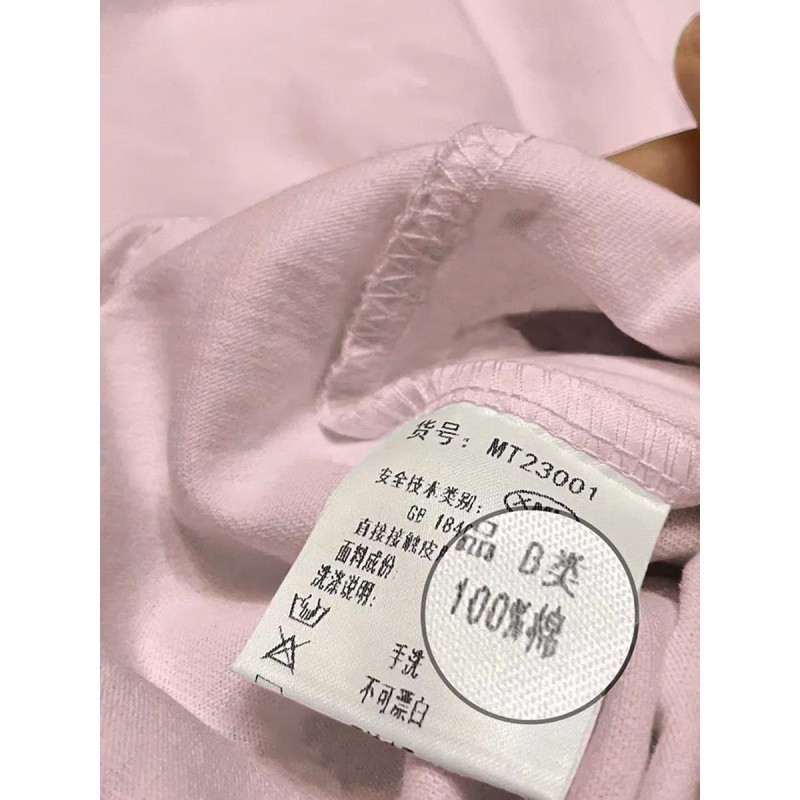 货号: MT23001
安全技术类别:
GB 184
直接接触皮
品 B类
面料成份
100%棉
洗涤说明:
手洗
不可漂白